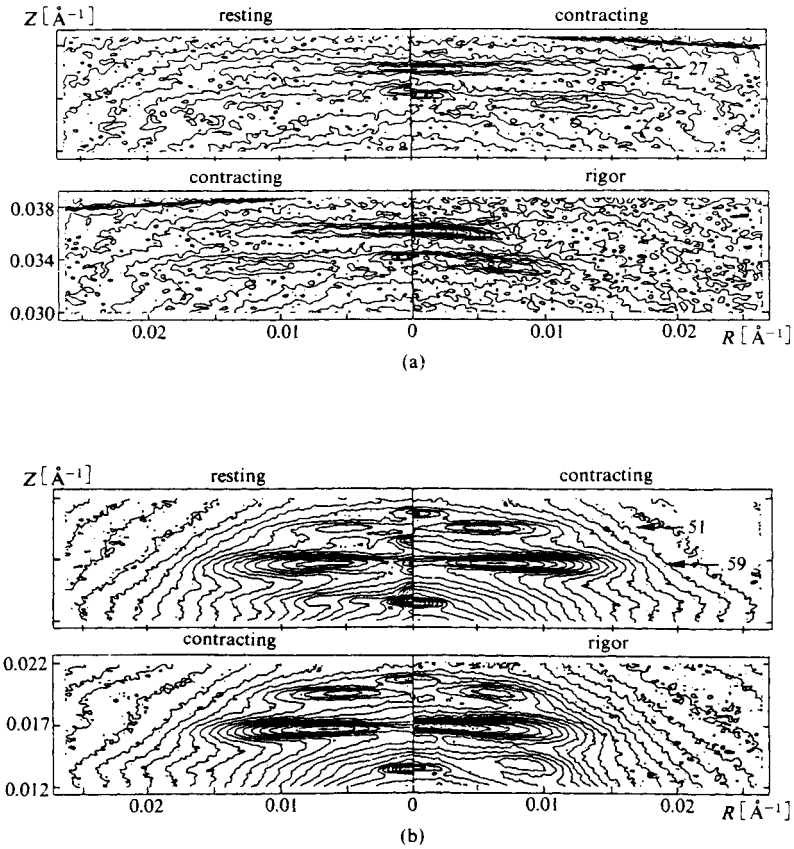 Z [Å⁻¹] resting contracting
27
contracting rigor
0.038
0.034
0.030
0.02 0.01 0 0.01 0.02
R [Å⁻¹]
(a)
Z [Å⁻¹] resting contracting
51
59
contracting rigor
0.022
0.017
0.012
0.02 0.01 0 0.01 0.02 R [Å⁻¹]
(b)